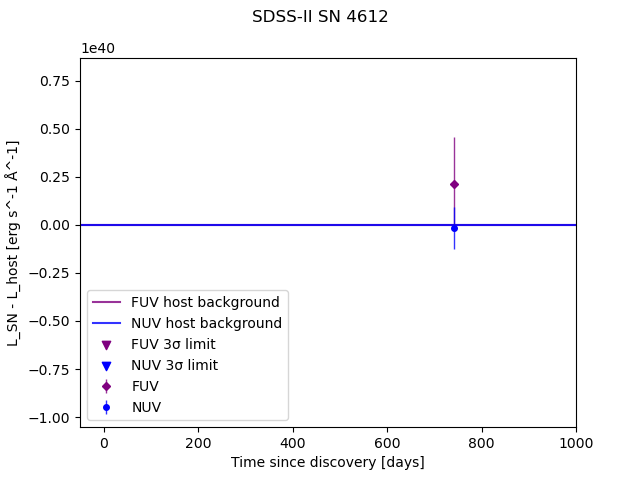 SDSS-II SN 4612
1e40
0.75
0.50
0.25
0.00
−0.25
−0.50
−0.75
−1.00
L_SN - L_host [erg s^-1 Å^-1]
FUV host background
NUV host background
FUV 3σ limit
NUV 3σ limit
FUV
NUV
0 200 400 600 800 1000
Time since discovery [days]